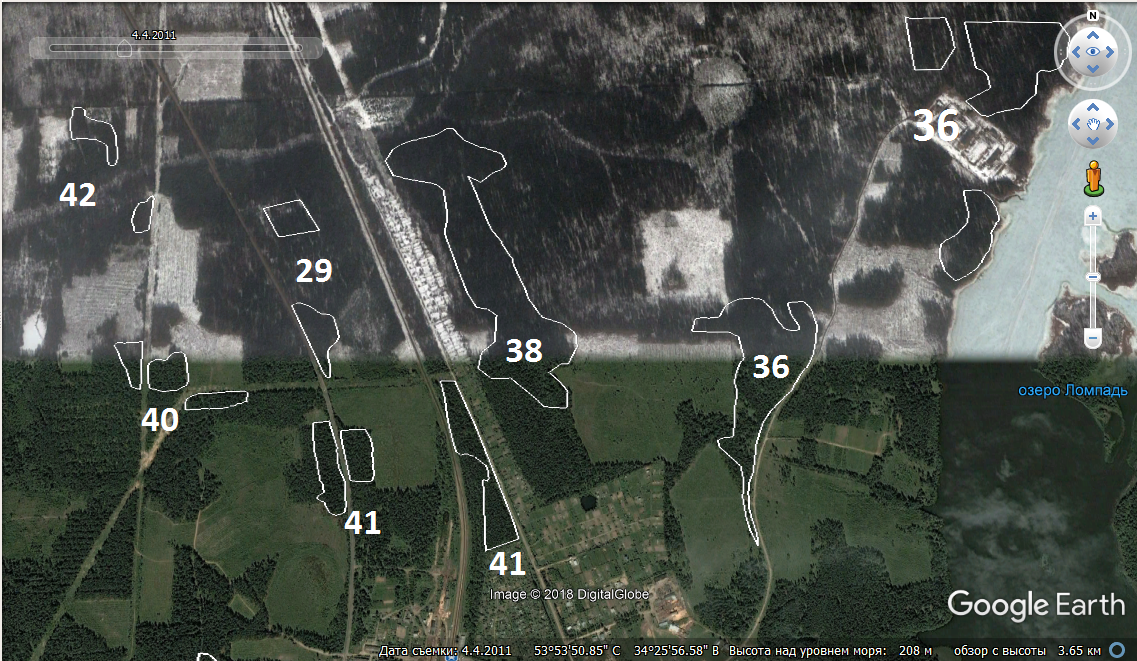 4.4.2011
N
36
42
29
38
36
озеро Ломпадь
40
41
41
Image © 2018 DigitalGlobe
Google Earth
Дата съемки: 4.4.2011 53°53'50.85" С 34°25'56.58" В Высота над уровнем моря: 208 м обзор с высоты 3.65 км